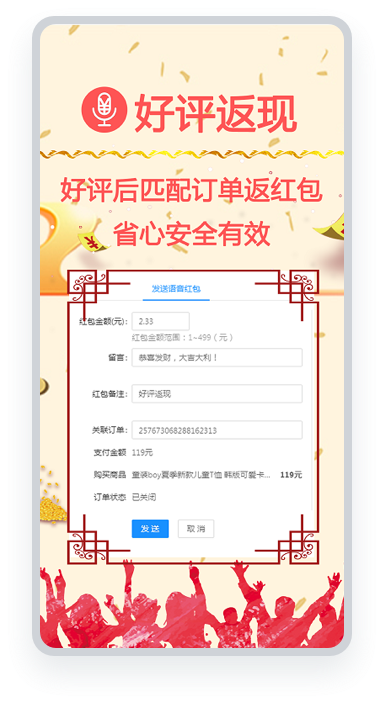 好评返现
好评后匹配订单返红包
省心安全有效
发送语音红包
红包金额(元): 2.33
红包金额范围：1~499（元）
留言: 恭喜发财，大吉大利！
红包备注: 好评返现
关联订单: 257673068288162313
支付金额 119元
购买商品 童装boy夏季新款儿童T恤 韩版可爱卡... 119元
订单状态 已关闭
发 送 取 消